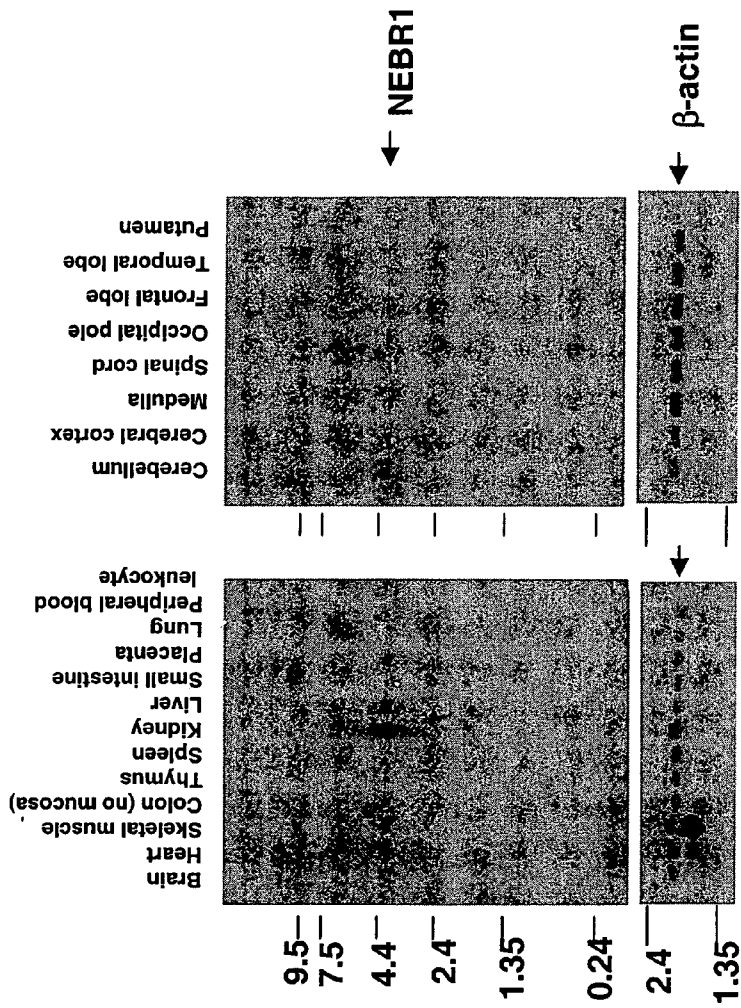 Brain
Heart
Skeletal muscle
Colon (no mucosa)
Thymus
Spleen
Kidney
Liver
Small intestine
Placenta
Lung
Peripheral blood
leukocyte
Cerebellum
Cerebral cortex
Medulla
Spinal cord
Occipital pole
Frontal lobe
Temporal lobe
Putamen
9.5
7.5
4.4
2.4
1.35
0.24
NEBR1
2.4
1.35
β-actin